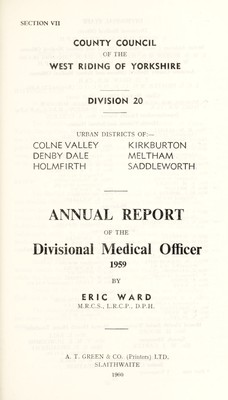 SECTION VII
COUNTY COUNCIL
OF THE
WEST RIDING OF YORKSHIRE
DIVISION 20
URBAN DISTRICTS OF:—
COLNE VALLEY KIRKBURTON
DENBY DALE MELTHAM
HOLMFIRTH SADDLEWORTH
ANNUAL REPORT
OF THE
Divisional Medical Officer
1959
BY
ERIC WARD
M.R.C.S., L.R.C.P., D.P.H.
A. T. GREEN & CO. (Printers) LTD.
SLAITHWAITE
1960